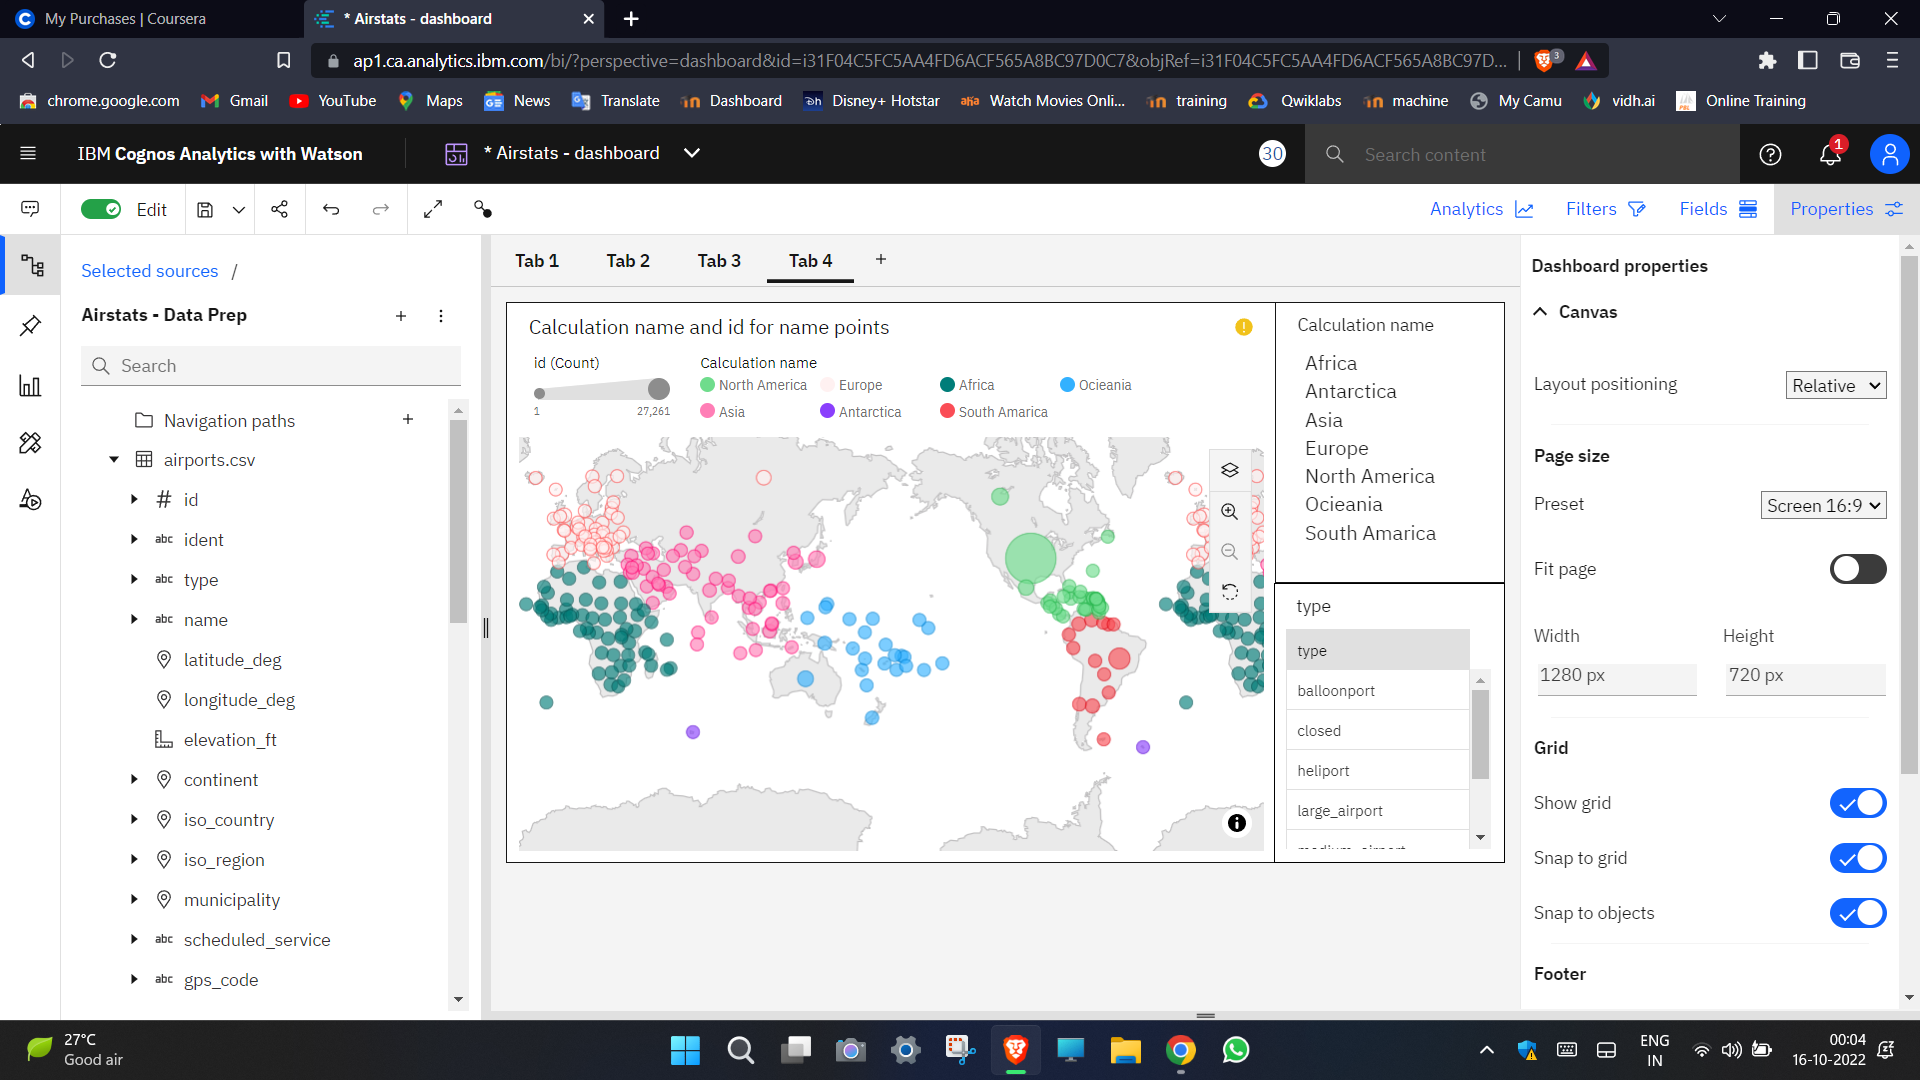 My Purchases | Coursera
* Airstats - dashboard
ap1.ca.analytics.ibm.com/bi/?perspective=dashboard&id=i31F04C5FC5AA4FD6ACF565A8BC97D0C7&objRef=i31F04C5FC5AA4FD6ACF565A8BC97D...
3
chrome.google.com
Gmail
YouTube
Maps
News
Translate
Dashboard
Disney+ Hotstar
Watch Movies Onli...
training
Qwiklabs
machine
My Camu
vidh.ai
Online Training
IBM Cognos Analytics with Watson
* Airstats - dashboard
30
Search content
1
Edit
Analytics
Filters
Fields
Properties
Selected sources /
Airstats - Data Prep
Search
Navigation paths
airports.csv
# id
abc ident
abc type
abc name
latitude_deg
longitude_deg
elevation_ft
continent
iso_country
iso_region
municipality
abc scheduled_service
abc gps_code
Tab 1
Tab 2
Tab 3
Tab 4
Calculation name and id for name points
id (Count)
1
27,261
Calculation name
North America
Europe
Africa
Ocieania
Asia
Antarctica
South Amarica
Calculation name
Africa
Antarctica
Asia
Europe
North America
Ocieania
South Amarica
type
type
balloonport
closed
heliport
large_airport
Dashboard properties
Canvas
Layout positioning
Relative
Page size
Preset
Screen 16:9
Fit page
Width
Height
1280 px
720 px
Grid
Show grid
Snap to grid
Snap to objects
Footer
27°C
Good air
ENG
IN
00:04
16-10-2022